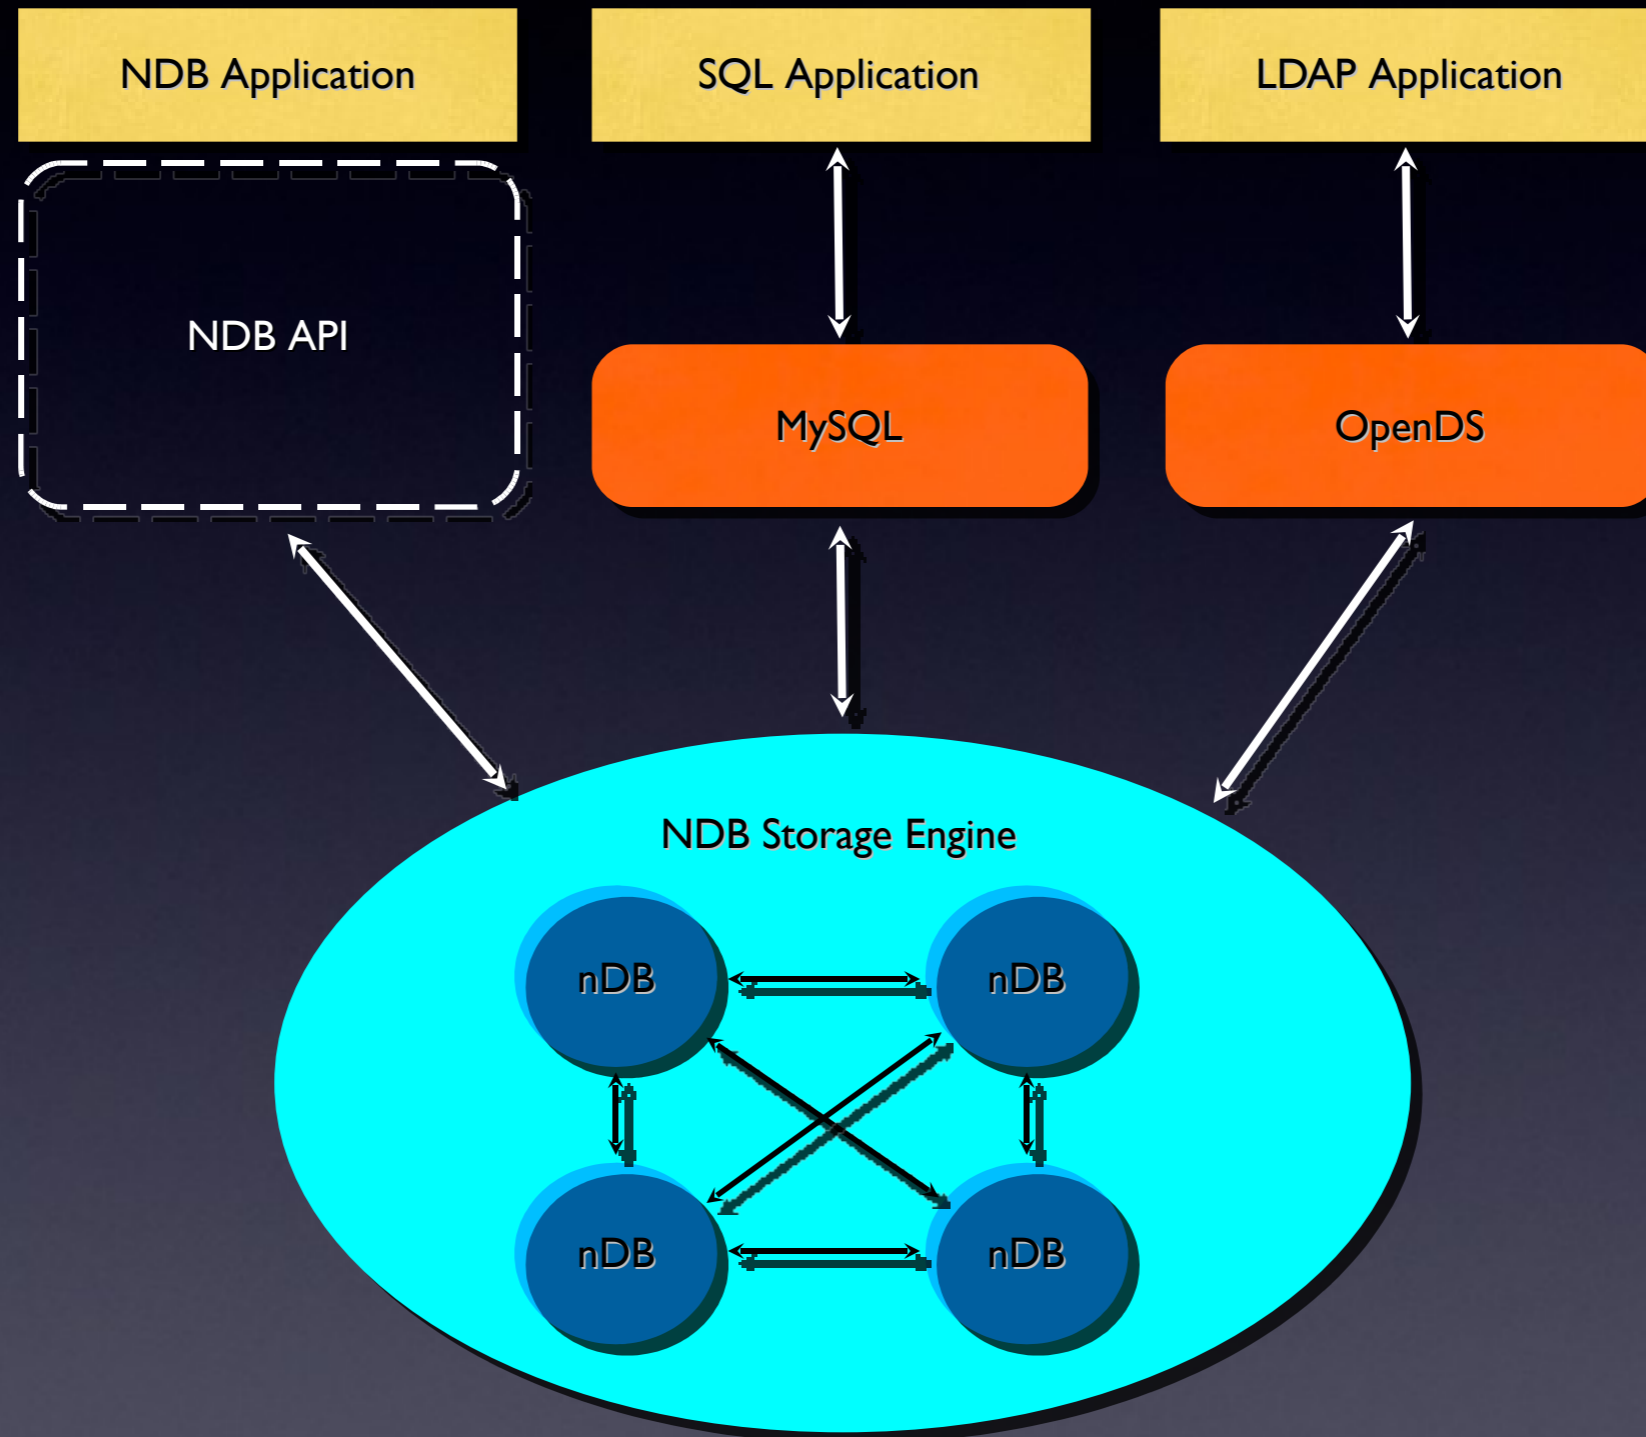 NDB Application
SQL Application
LDAP Application
NDB API
MySQL
OpenDS
NDB Storage Engine
nDB
nDB
nDB
nDB